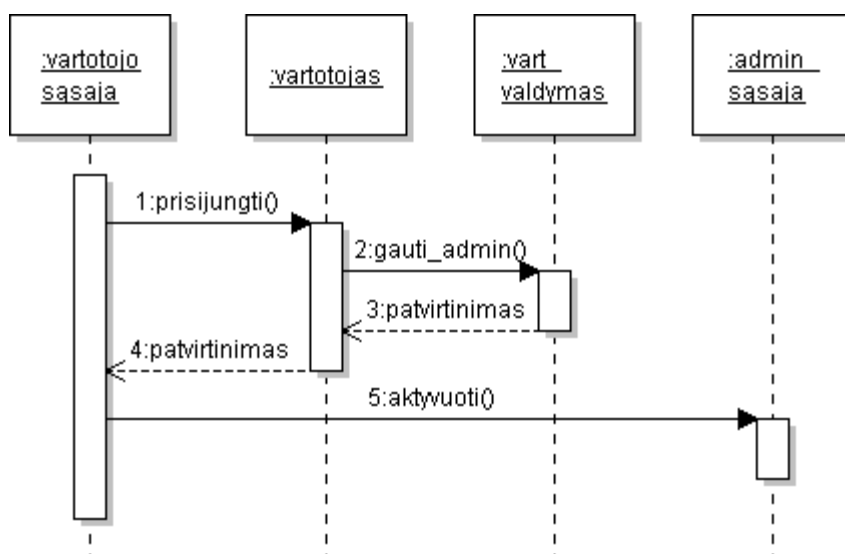 :vartotojo
sąsaja
:vartotojas
:vart_
valdymas
:admin_
sąsaja
1:prisijungti()
2:gauti_admin()
3:patvirtinimas
4:patvirtinimas
5:aktyvuoti()